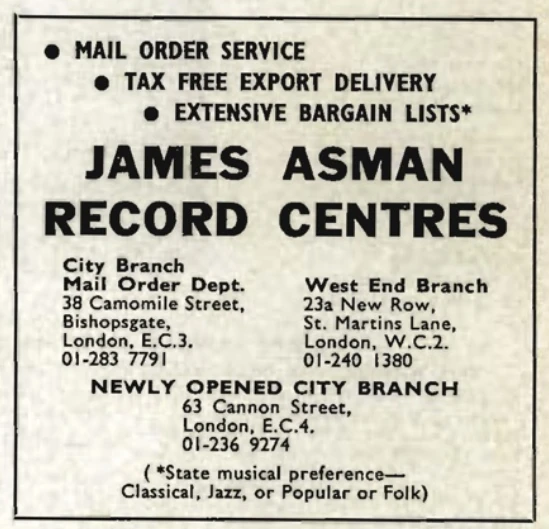 ● MAIL ORDER SERVICE
● TAX FREE EXPORT DELIVERY
● EXTENSIVE BARGAIN LISTS*
JAMES ASMAN
RECORD CENTRES
City Branch
Mail Order Dept.
38 Camomile Street,
Bishopsgate,
London, E.C.3.
01-283 7791
West End Branch
23a New Row,
St. Martins Lane,
London, W.C.2.
01-240 1380
NEWLY OPENED CITY BRANCH
63 Cannon Street,
London, E.C.4.
01-236 9274
( *State musical preference—
Classical, Jazz, or Popular or Folk)